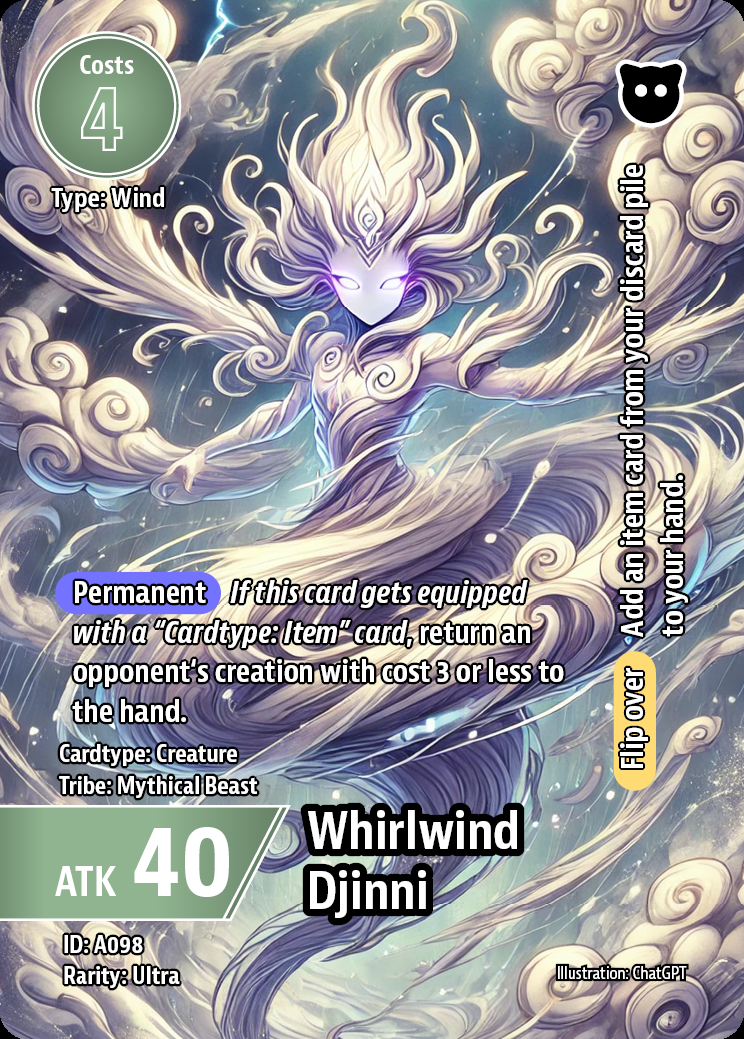 Costs
4
Type: Wind
Flip over Add an item card from your discard pile
to your hand.
Permanent If this card gets equipped
with a “Cardtype: Item” card, return an
opponent‘s creation with cost 3 or less to
the hand.
Cardtype: Creature
Tribe: Mythical Beast
ATK 40
Whirlwind
Djinni
ID: A098
Rarity: Ultra
Illustration: ChatGPT